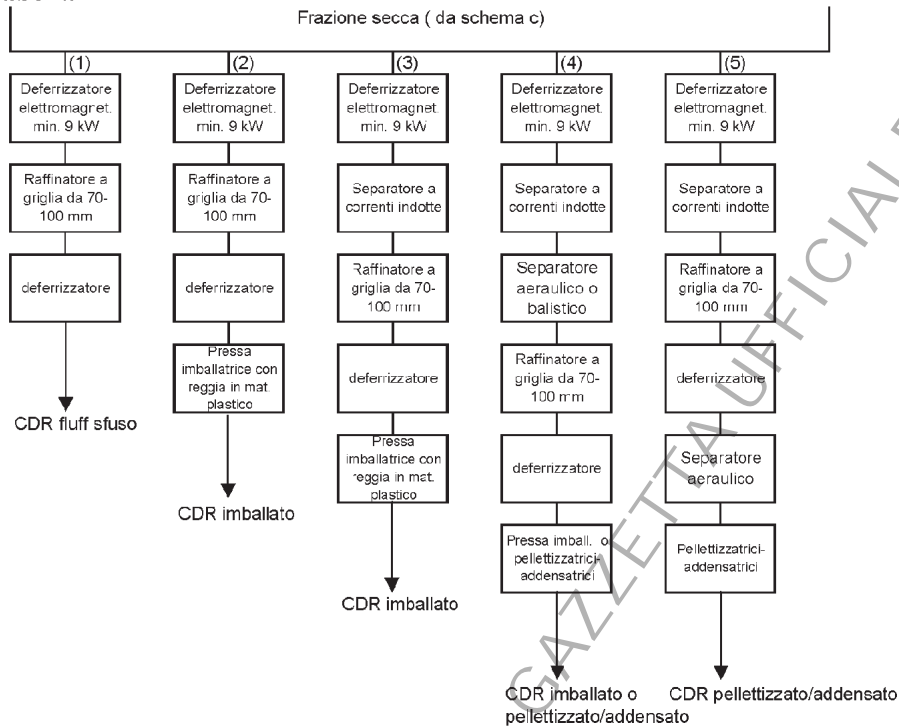 Frazione secca ( da schema c)
(1)
Deferrizzatore
elettromagnet.
min. 9 kW
Raffinatore a
griglia da 70-
100 mm
deferrizzatore
CDR fluff sfuso
(2)
Deferrizzatore
elettromagnet.
min. 9 kW
Raffinatore a
griglia da 70-
100 mm
deferrizzatore
Pressa
imballatrice con
reggia in mat.
plastico
CDR imballato
(3)
Deferrizzatore
elettromagnet.
min. 9 kW
Separatore a
correnti indotte
Raffinatore a
griglia da 70-
100 mm
deferrizzatore
Pressa
imballatrice con
reggia in mat.
plastico
CDR imballato
(4)
Deferrizzatore
elettromagnet.
min. 9 kW
Separatore a
correnti indotte
Separatore
aeraulico o
balistico
Raffinatore a
griglia da 70-
100 mm
deferrizzatore
Pressa imball. o
pellettizzatrici-
addensatrici
CDR imballato o
pellettizzato/addensato
(5)
Deferrizzatore
elettromagnet.
min. 9 kW
Separatore a
correnti indotte
Raffinatore a
griglia da 70-
100 mm
deferrizzatore
Separatore
aeraulico
Pellettizzatrici-
addensatrici
CDR pellettizzato/addensato
GAZZETTA UFFICIALE